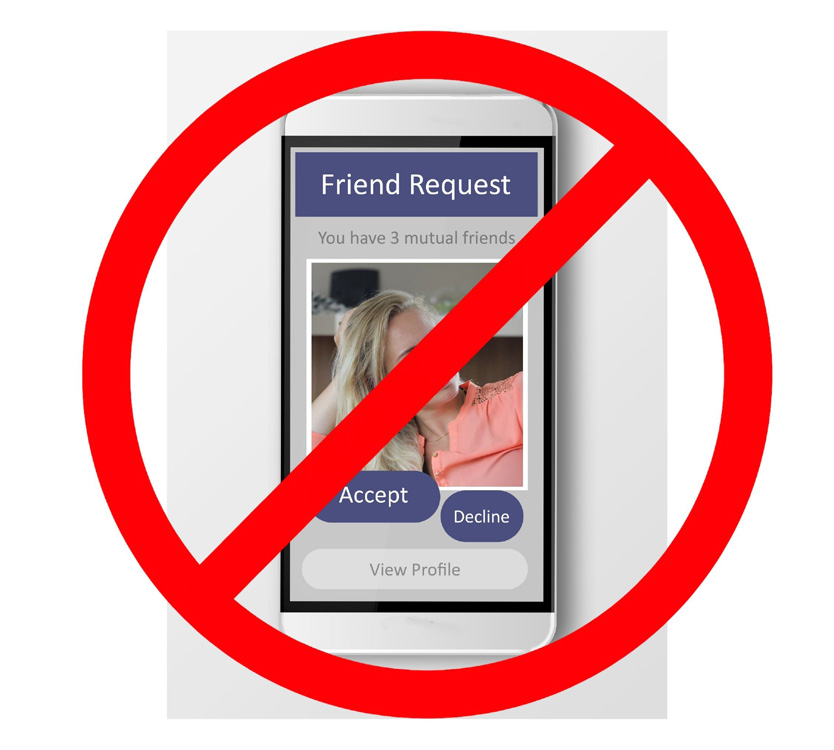 Friend Request
You have 3 mutual friends
Accept
Decline
View Profile